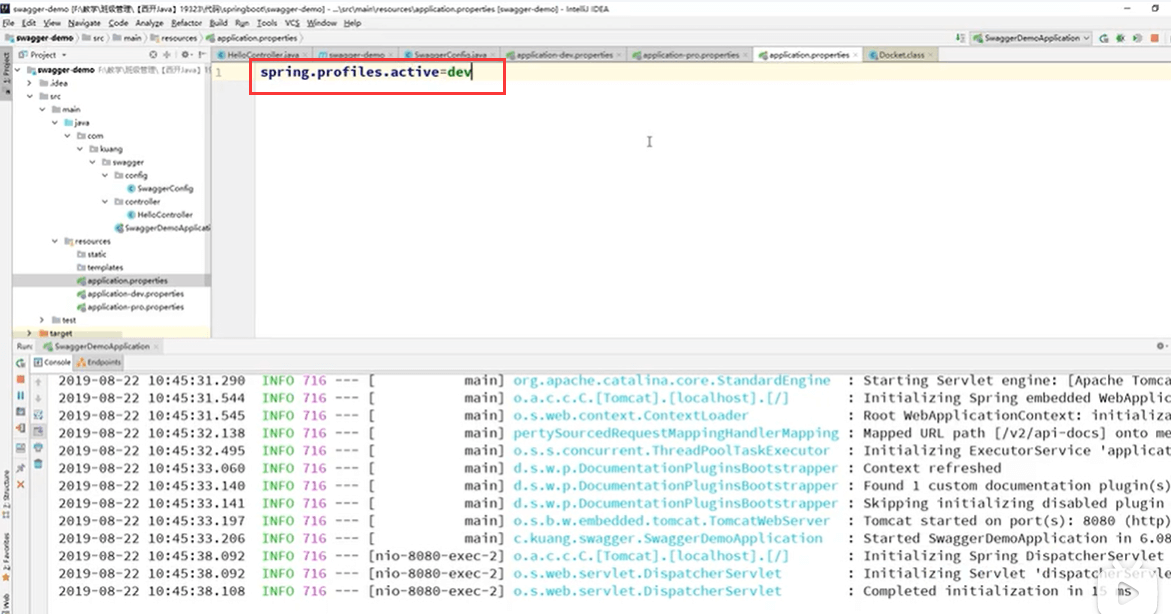 swagger-demo [F:\教学\班级管理\【西开Java】19323\代码\springboot\swagger-demo] - ...\src\main\resources\application.properties [swagger-demo] - IntelliJ IDEA
File Edit View Navigate Code Analyze Refactor Build Run Tools VCS Window Help
swagger-demo src main resources application.properties SwaggerDemoApplication
Project HelloController.java swagger-demo SwaggerConfig.java application-dev.properties application-pro.properties application.properties Docket.class
1 spring.profiles.active=dev
swagger-demo F:\教学\班级管理\【西开Java】
.idea
src
main
java
com
kuang
swagger
config
SwaggerConfig
controller
HelloController
SwaggerDemoApplicati
resources
static
templates
application.properties
application-dev.properties
application-pro.properties
test
target
Run: SwaggerDemoApplication
Console Endpoints
2019-08-22 10:45:31.290 INFO 716 --- [ main] org.apache.catalina.core.StandardEngine : Starting Servlet engine: [Apache Tomca
2019-08-22 10:45:31.544 INFO 716 --- [ main] o.a.c.c.C.[Tomcat].[localhost].[/] : Initializing Spring embedded WebApplic
2019-08-22 10:45:31.545 INFO 716 --- [ main] o.s.web.context.ContextLoader : Root WebApplicationContext: initializa
2019-08-22 10:45:32.138 INFO 716 --- [ main] pertySourcedRequestMappingHandlerMapping : Mapped URL path [/v2/api-docs] onto me
2019-08-22 10:45:32.495 INFO 716 --- [ main] o.s.s.concurrent.ThreadPoolTaskExecutor : Initializing ExecutorService 'applicat
2019-08-22 10:45:33.060 INFO 716 --- [ main] d.s.w.p.DocumentationPluginsBootstrapper : Context refreshed
2019-08-22 10:45:33.140 INFO 716 --- [ main] d.s.w.p.DocumentationPluginsBootstrapper : Found 1 custom documentation plugin(s)
2019-08-22 10:45:33.141 INFO 716 --- [ main] d.s.w.p.DocumentationPluginsBootstrapper : Skipping initializing disabled plugin
2019-08-22 10:45:33.197 INFO 716 --- [ main] o.s.b.w.embedded.tomcat.TomcatWebServer : Tomcat started on port(s): 8080 (http)
2019-08-22 10:45:33.206 INFO 716 --- [ main] c.kuang.swagger.SwaggerDemoApplication : Started SwaggerDemoApplication in 6.08
2019-08-22 10:45:38.092 INFO 716 --- [nio-8080-exec-2] o.a.c.c.C.[Tomcat].[localhost].[/] : Initializing Spring DispatcherServlet
2019-08-22 10:45:38.092 INFO 716 --- [nio-8080-exec-2] o.s.web.servlet.DispatcherServlet : Initializing Servlet 'dispatcherServle
2019-08-22 10:45:38.108 INFO 716 --- [nio-8080-exec-2] o.s.web.servlet.DispatcherServlet : Completed initialization in 15 ms
1: Project
Z: Structure
2: Favorites
Web